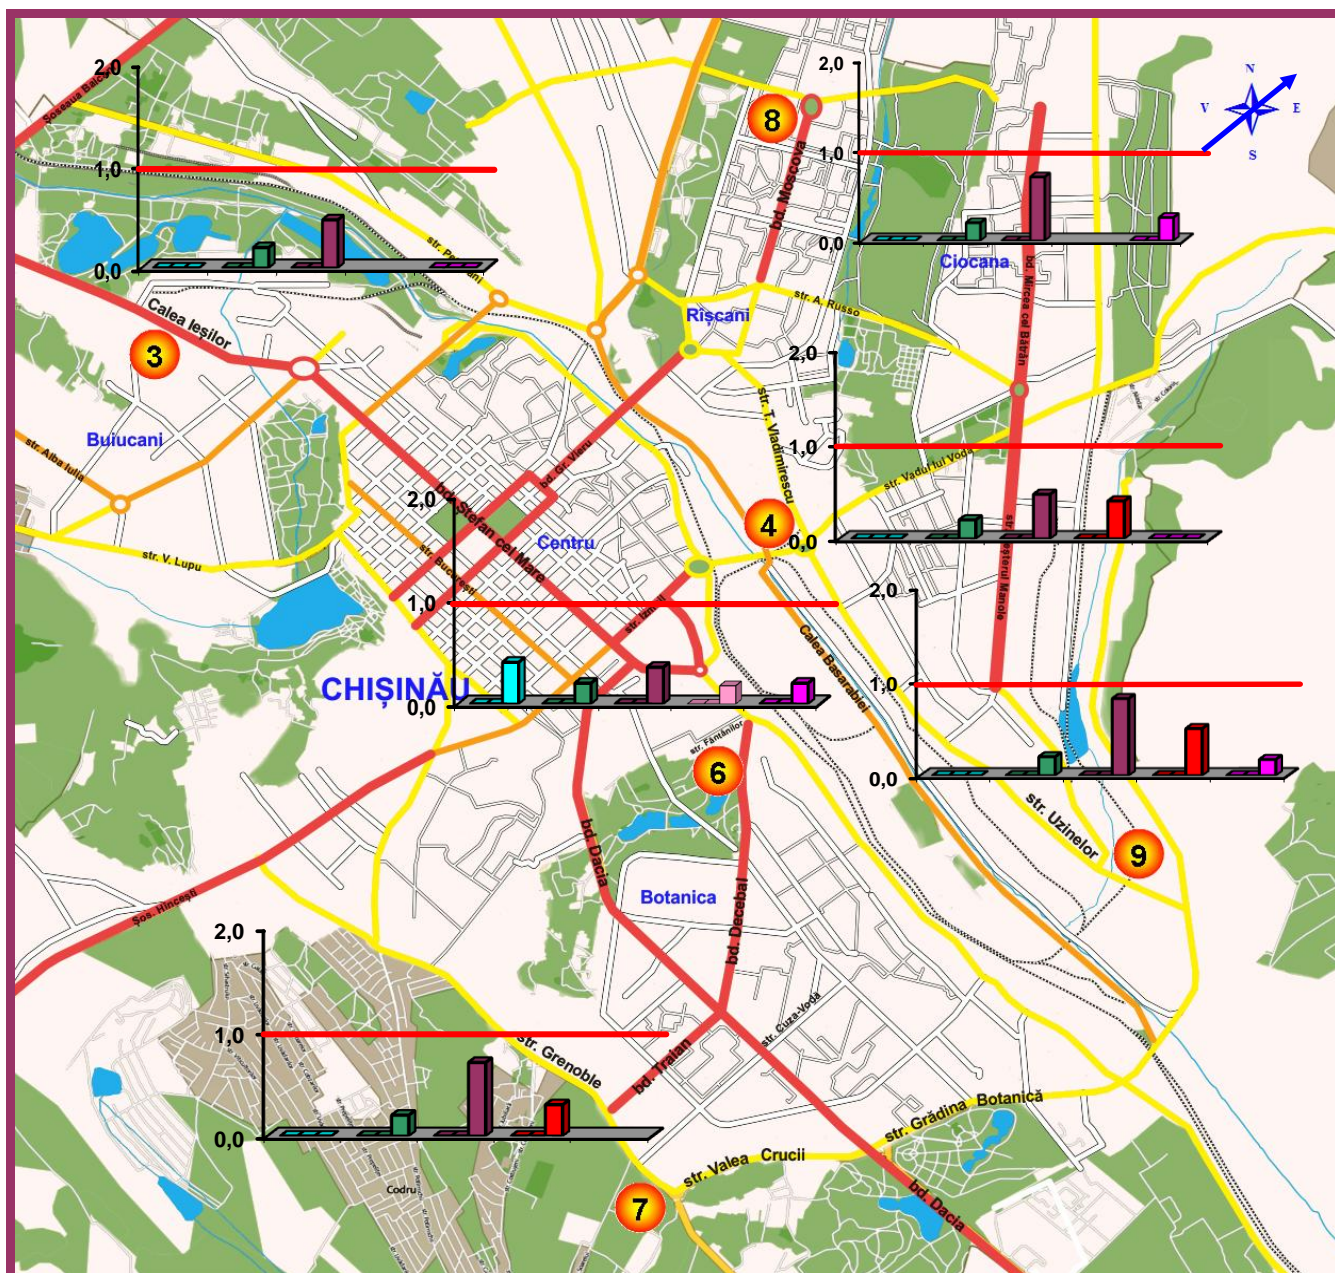 Șoseaua Balcani
2,0
1,0
0,0
2,0
1,0
0,0
N
V E
S
8
bd. Moscova
Ciocana
str. A. Russo
Rîșcani
bd. Mircea cel Bătrân
Calea Ieșilor
3
Buiucani
str. Alba Iulia
str. V. Lupu
bd. Gr. Vieru
str. T. Vladimirescu
2,0
1,0
0,0
str. Vadul lui Vodă
4
bd. Ștefan cel Mare
Centru
str. București
2,0
1,0
0,0
CHIȘINĂU
Calea Basarabiei
2,0
1,0
0,0
str. Fântânilor
6
str. Uzinelor
9
bd. Dacia
Botanica
bd. Decebal
Șos. Hîncești
str. Cuza-Vodă
2,0
1,0
0,0
str. Grenoble
bd. Traian
str. Grădina Botanică
str. Valea Crucii
bd. Dacia
Codru
7